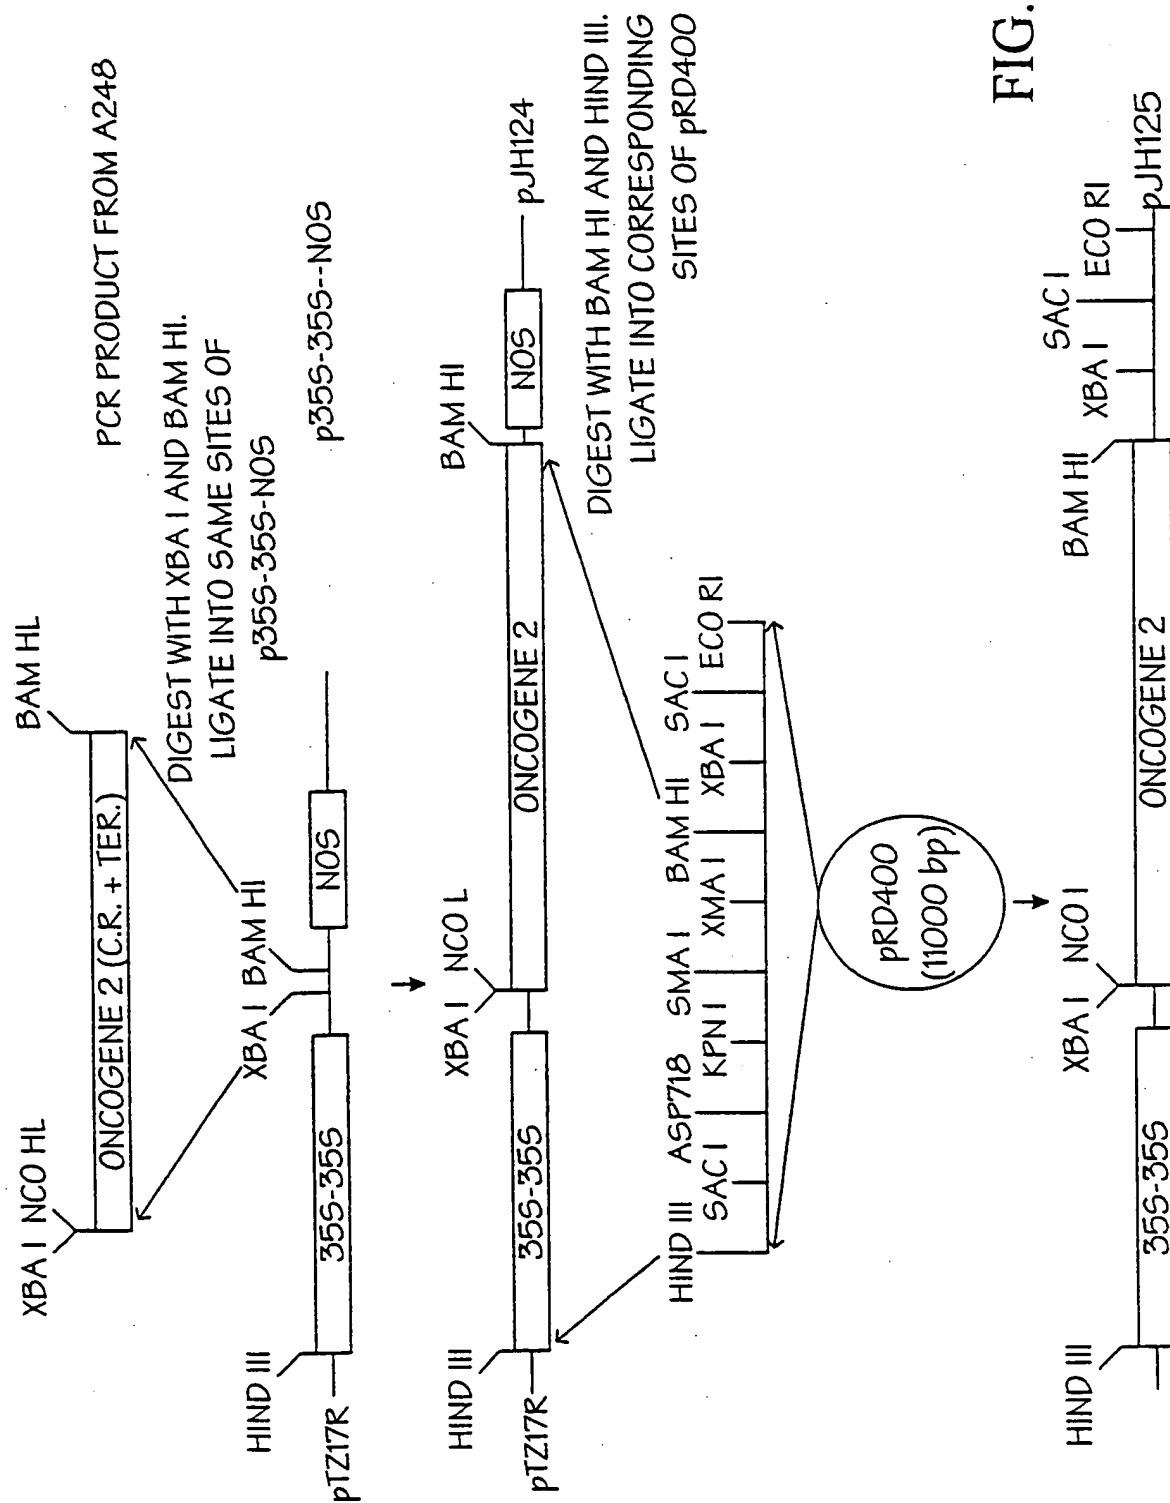 XBA I NCO HL
BAM HL
PCR PRODUCT FROM A248
ONCOGENE 2 (C.R. + TER.)
DIGEST WITH XBA I AND BAM HI.
LIGATE INTO SAME SITES OF
p35S-35S-NOS
HIND III
XBA I BAM HI
pTZ17R
35S-35S
NOS
p35S-35S--NOS
HIND III
XBA I NCO L
BAM HI
pTZ17R
35S-35S
ONCOGENE 2
NOS
pJH124
DIGEST WITH BAM HI AND HIND III.
LIGATE INTO CORRESPONDING
SITES OF pRD400
HIND III ASP718 SMA I BAM HI SAC I
SAC I KPN I XMA I XBA I ECO RI
pRD400
(11000 bp)
FIG.
HIND III
XBA I NCO I
BAM HI
XBA I
SAC I
ECO RI
35S-35S
ONCOGENE 2
pJH125